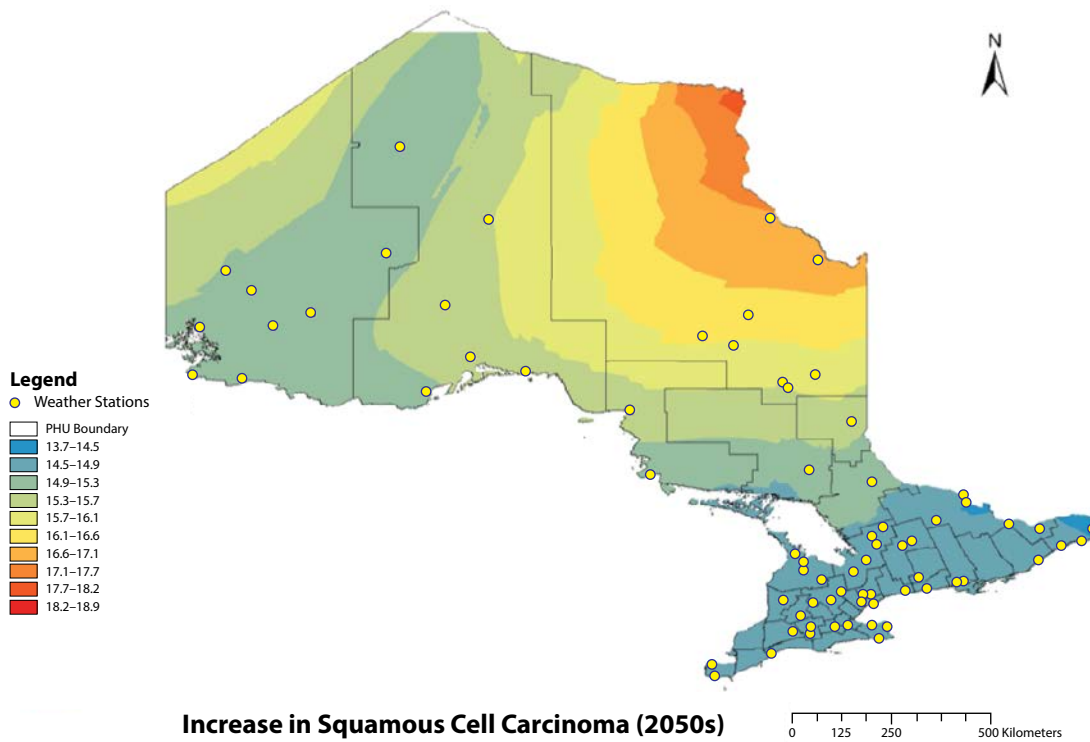 N
Legend
Weather Stations
PHU Boundary
13.7–14.5
14.5–14.9
14.9–15.3
15.3–15.7
15.7–16.1
16.1–16.6
16.6–17.1
17.1–17.7
17.7–18.2
18.2–18.9
Increase in Squamous Cell Carcinoma (2050s)
0 125 250 500 Kilometers